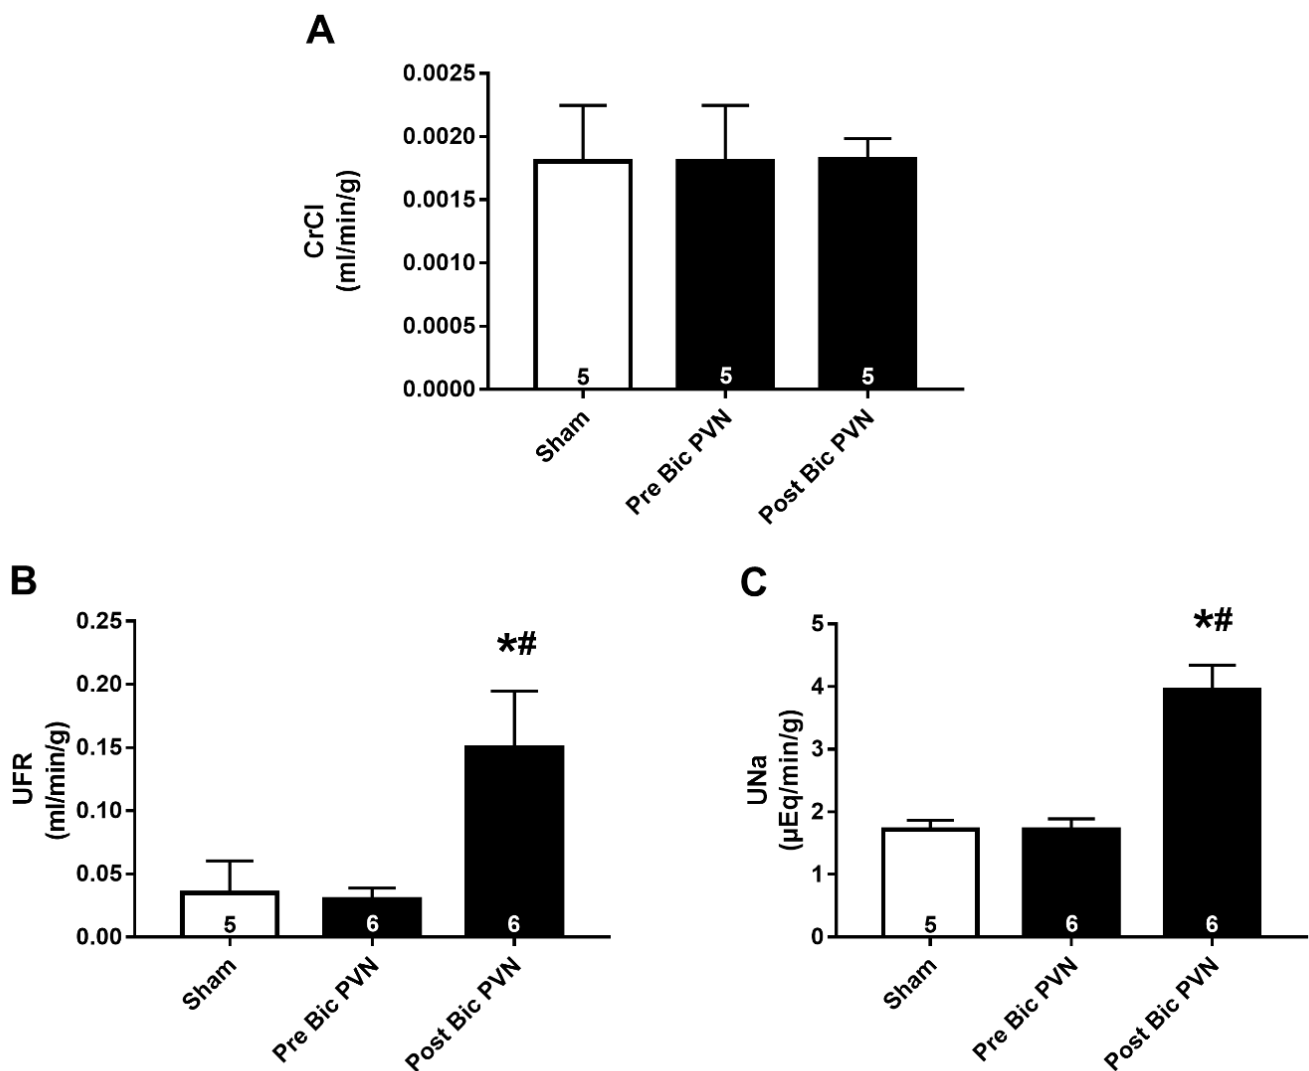 A
0.0025
0.0020
0.0015
0.0010
0.0005
0.0000
CrCl
(ml/min/g)
5
5
5
Sham
Pre Bic PVN
Post Bic PVN
B
0.25
0.20
0.15
0.10
0.05
0.00
UFR
(ml/min/g)
*#
5
6
6
Sham
Pre Bic PVN
Post Bic PVN
C
5
4
3
2
1
0
UNa
(µEq/min/g)
*#
5
6
6
Sham
Pre Bic PVN
Post Bic PVN